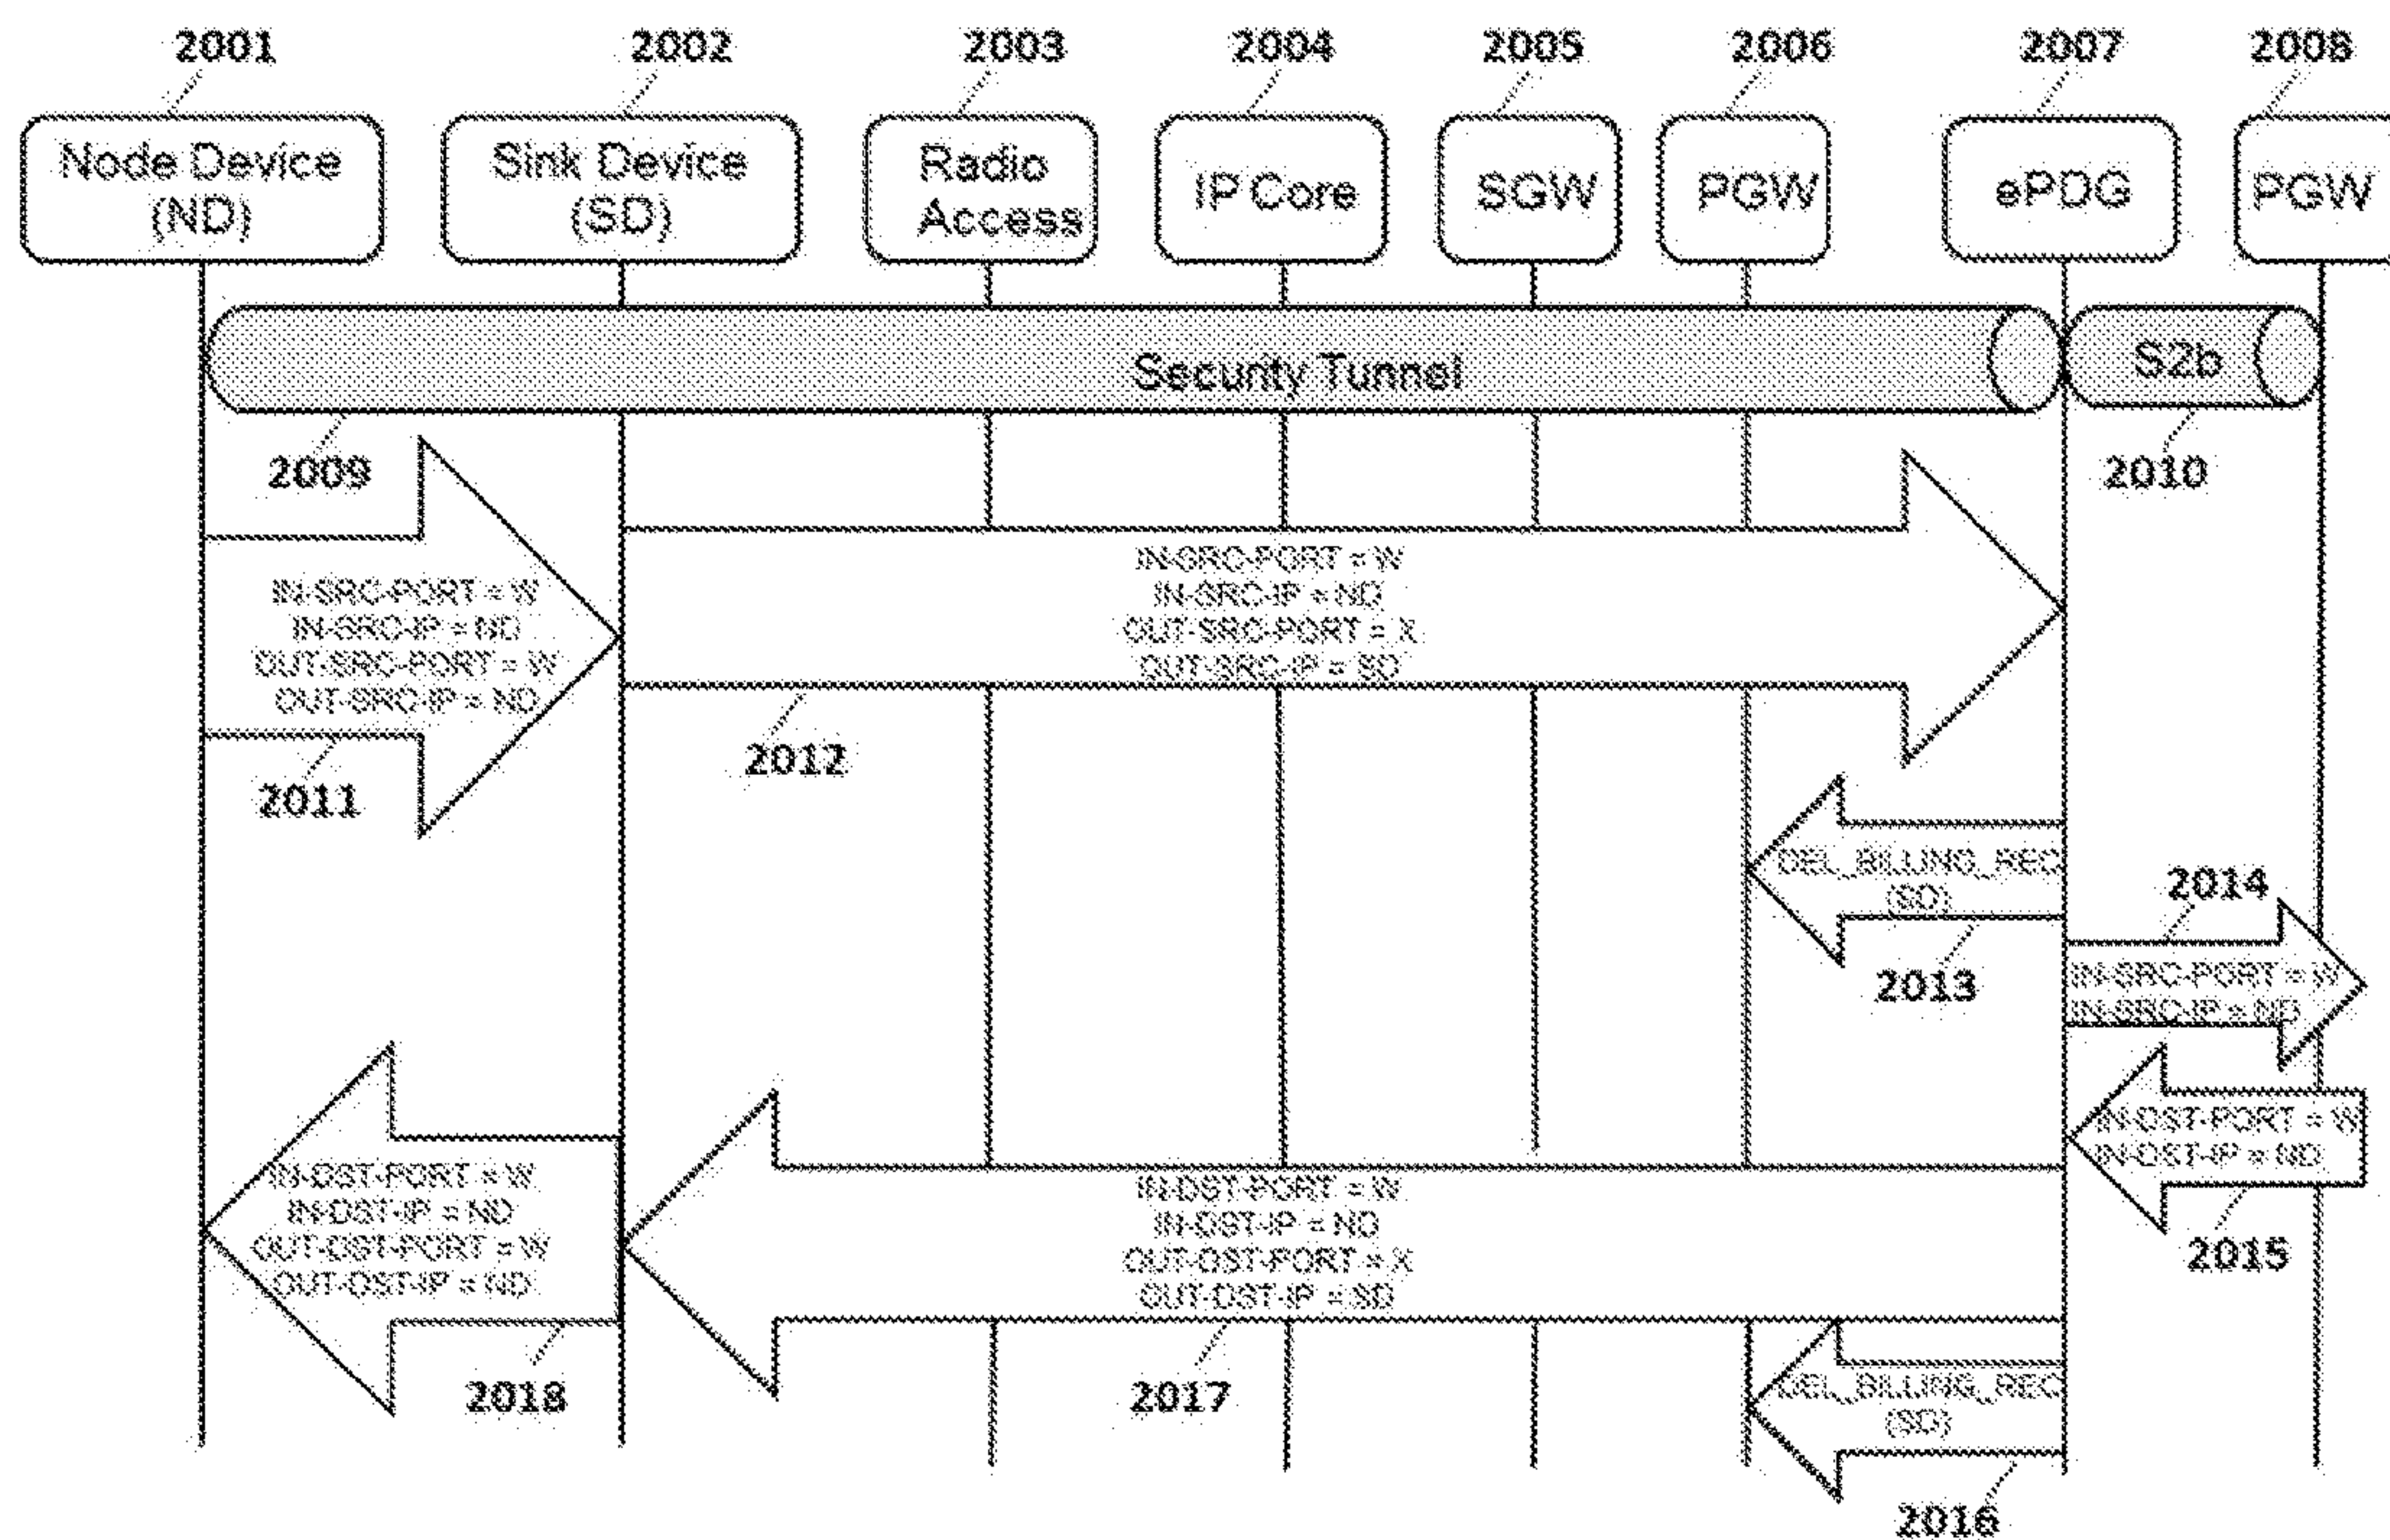 2001 2002 2003 2004 2005 2006 2007 2008
Node Device
(ND)
Sink Device
(SD)
Radio
Access
IP Core
SGW
PGW
ePDG
PGW
Security Tunnel
S2b
2009
2010
IN-SRC-PORT = W
IN-SRC-IP = ND
OUT-SRC-PORT = W
OUT-SRC-IP = ND
2011
IN-SRC-PORT = W
IN-SRC-IP = ND
OUT-SRC-PORT = X
OUT-SRC-IP = SD
2012
DEL_BILLING_REC
(SD)
2013
2014
IN-SRC-PORT = W
IN-SRC-IP = ND
IN-DST-PORT = W
IN-DST-IP = ND
2015
IN-DST-PORT = W
IN-DST-IP = ND
OUT-DST-PORT = X
OUT-DST-IP = SD
2017
IN-DST-PORT = W
IN-DST-IP = ND
OUT-DST-PORT = W
OUT-DST-IP = ND
2018
DEL_BILLING_REC
(SD)
2016